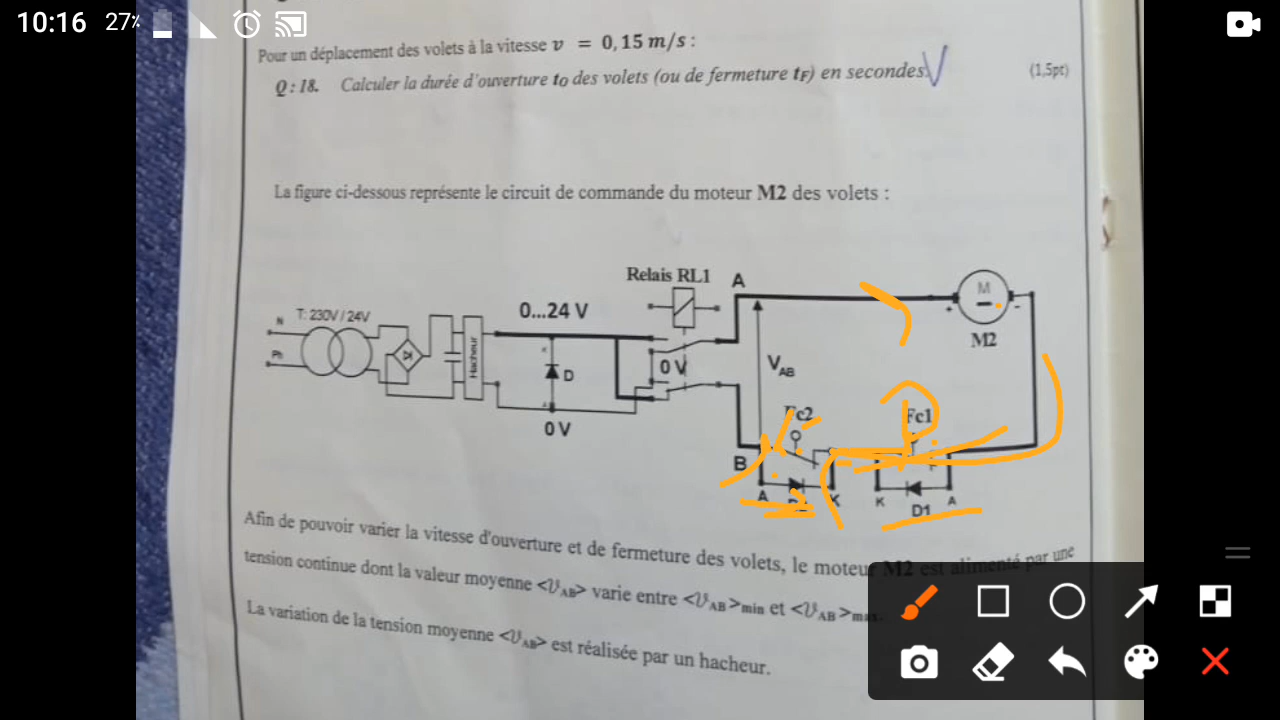 10:16 27%
Pour un déplacement des volets à la vitesse v = 0,15 m/s :
Q : 18. Calculer la durée d'ouverture tO des volets (ou de fermeture tF) en secondes. (1,5pt)
La figure ci-dessous représente le circuit de commande du moteur M2 des volets :
Relais RL1 A
N T: 230V / 24V 0...24 V M
+ -
Ph Hacheur K D 0 V VAB M2
A Fc2 Fc1
0 V
B
A K K D1 A
Afin de pouvoir varier la vitesse d'ouverture et de fermeture des volets, le moteur M2 est alimenté par une
tension continue dont la valeur moyenne <VAB> varie entre <VAB>min et <VAB>max.
La variation de la tension moyenne <VAB> est réalisée par un hacheur.